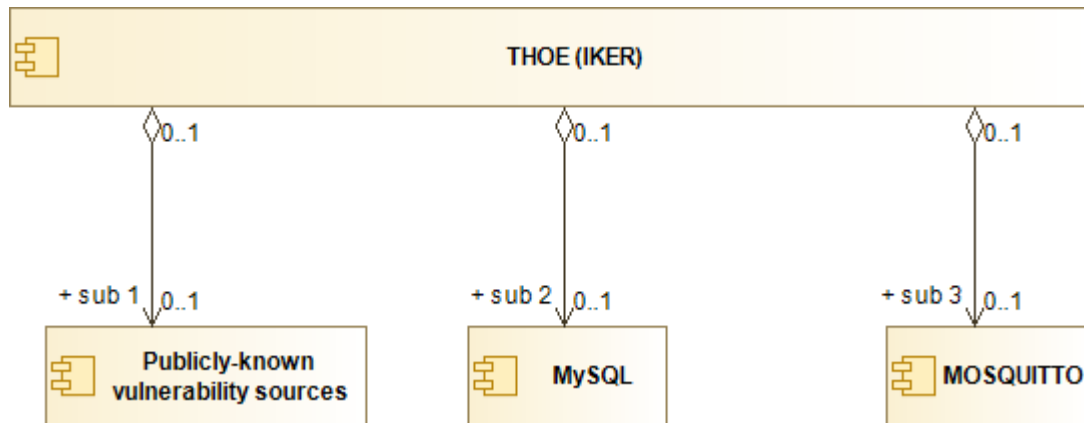 THOE (IKER)
0..1
0..1
0..1
+ sub 1
0..1
+ sub 2
0..1
+ sub 3
0..1
Publicly-known
vulnerability sources
MySQL
MOSQUITTO